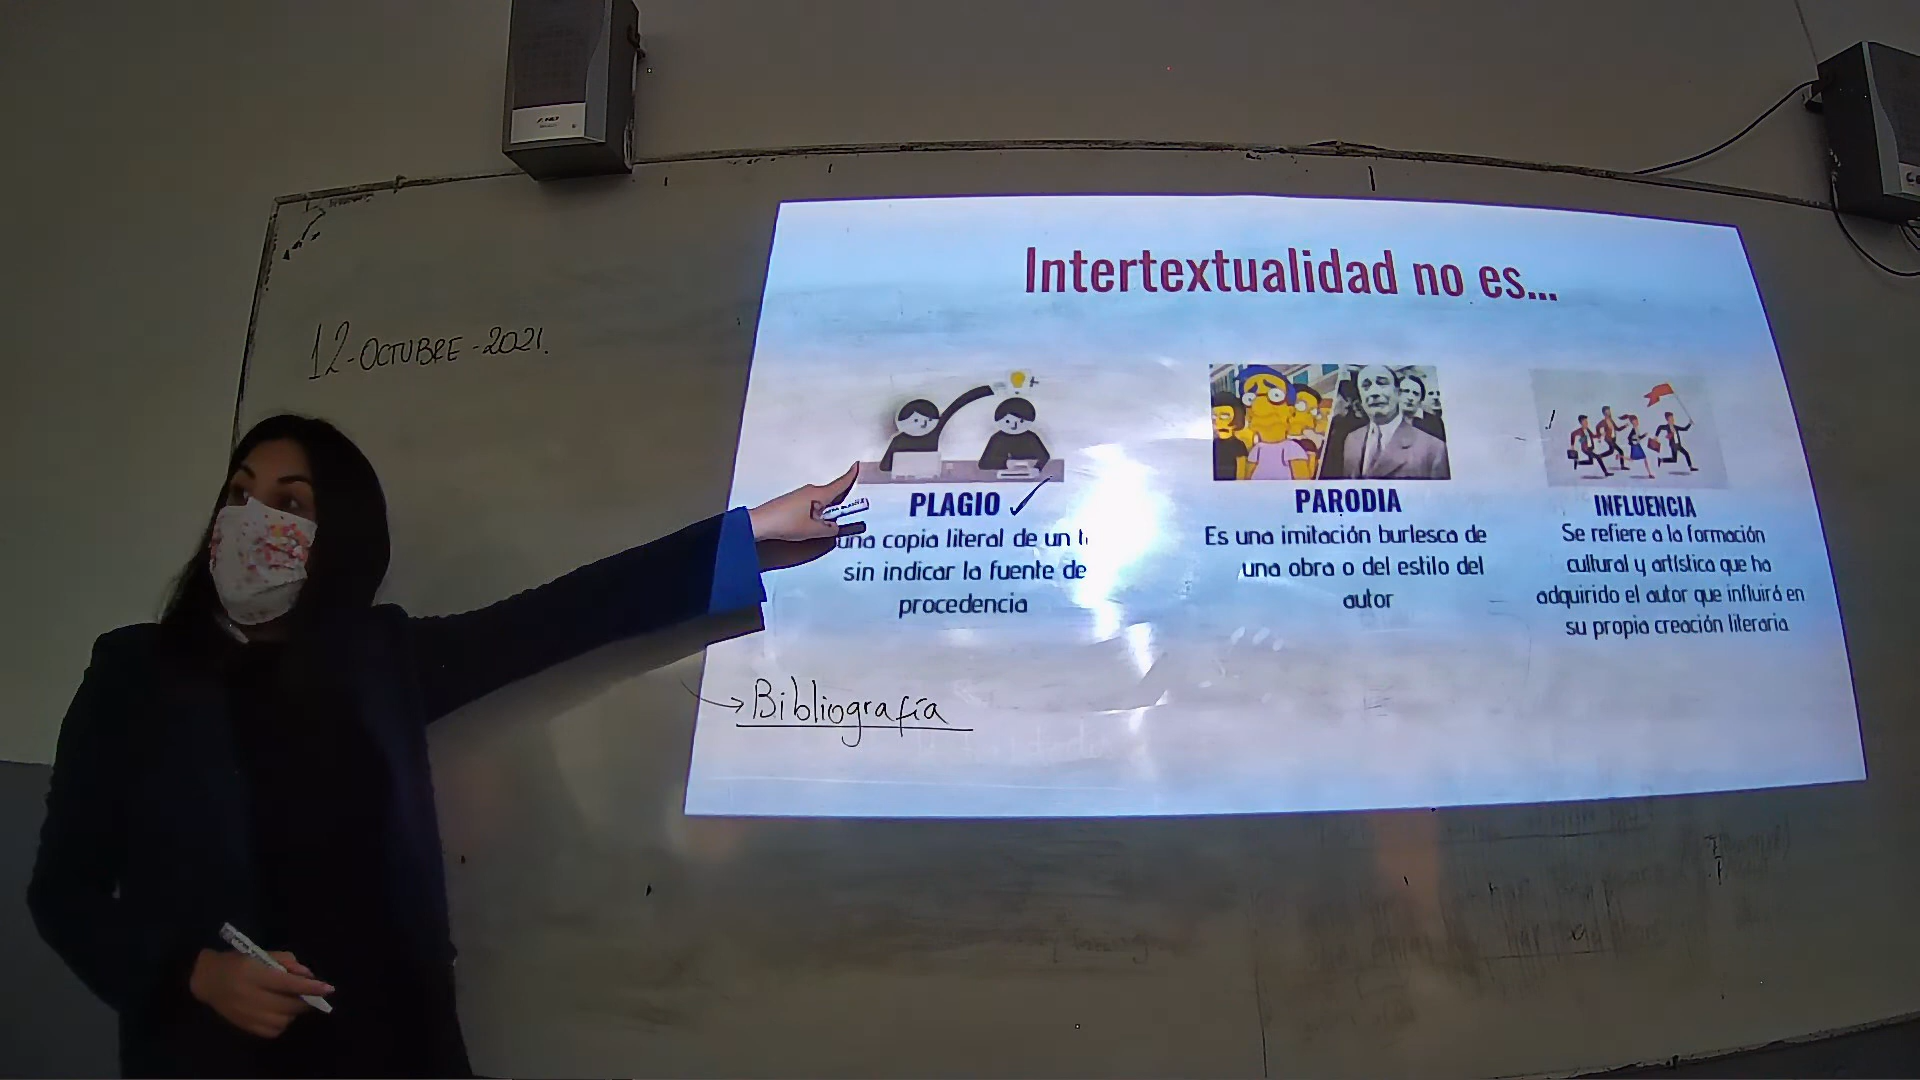 12-OCTUBRE-2021.
Intertextualidad no es...
PLAGIO ✓
una copia literal de un
sin indicar la fuente de
procedencia
PARODIA
Es una imitación burlesca de
una obra o del estilo del
autor
INFLUENCIA
Se refiere a la formación
cultural y artística que ha
adquirido el autor que influirá en
su propia creación literaria
→ Bibliografía